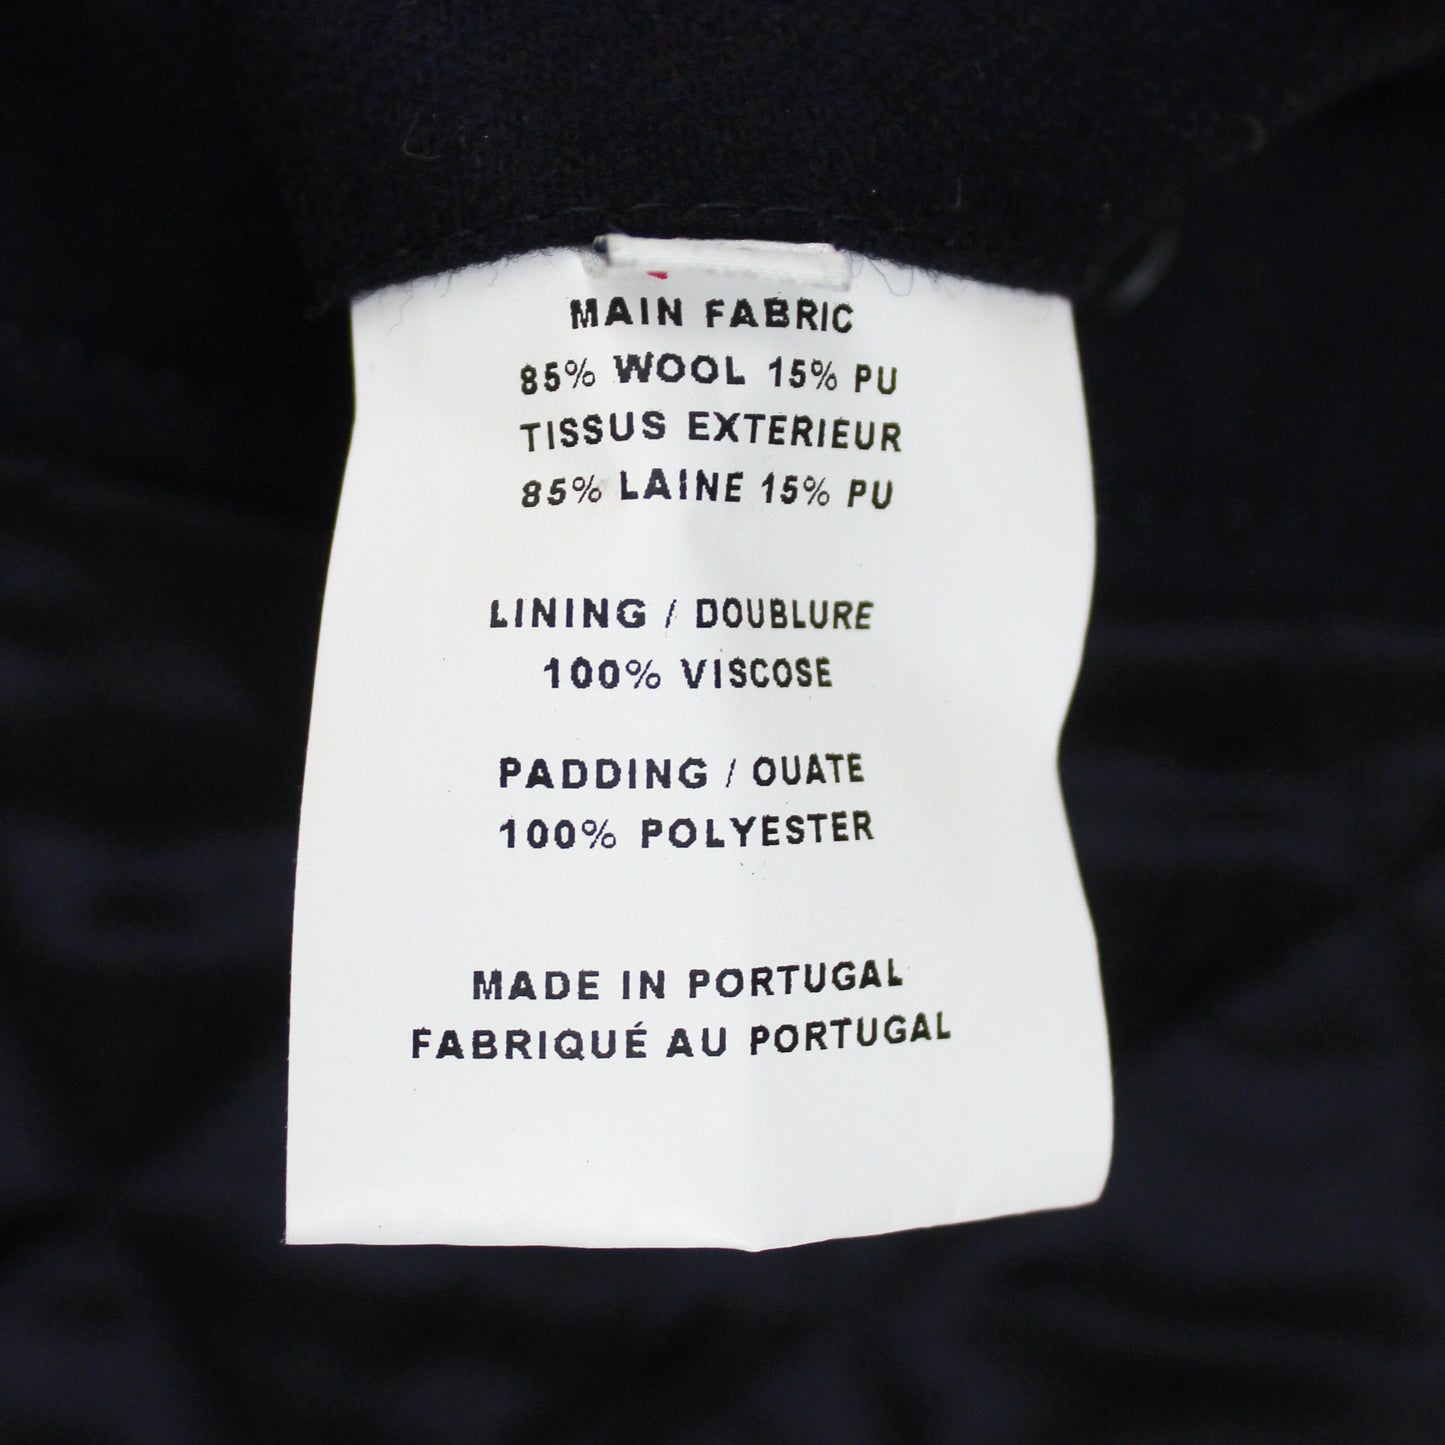 MAIN FABRIC
85% WOOL 15% PU
TISSUS EXTERIEUR
85% LAINE 15% PU
LINING / DOUBLURE
100% VISCOSE
PADDING / OUATE
100% POLYESTER
MADE IN PORTUGAL
FABRIQUÉ AU PORTUGAL